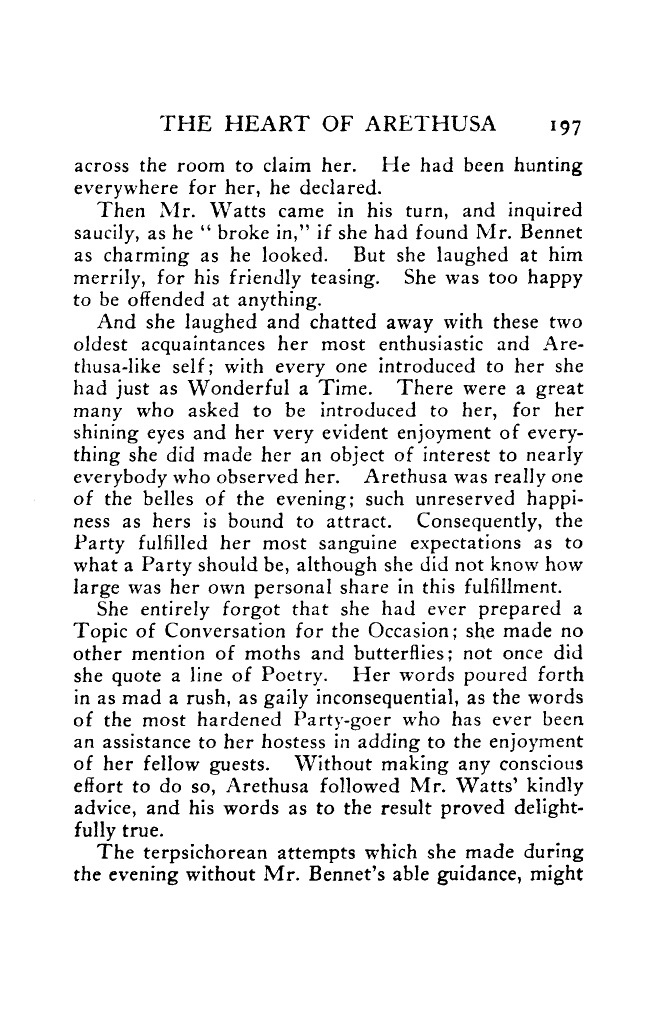 THE HEART OF ARETHUSA 197
across the room to claim her. He had been hunting
everywhere for her, he declared.
Then Mr. Watts came in his turn, and inquired
saucily, as he “ broke in,” if she had found Mr. Bennet
as charming as he looked. But she laughed at him
merrily, for his friendly teasing. She was too happy
to be offended at anything.
And she laughed and chatted away with these two
oldest acquaintances her most enthusiastic and Are-
thusa-like self; with every one introduced to her she
had just as Wonderful a Time. There were a great
many who asked to be introduced to her, for her
shining eyes and her very evident enjoyment of every-
thing she did made her an object of interest to nearly
everybody who observed her. Arethusa was really one
of the belles of the evening; such unreserved happi-
ness as hers is bound to attract. Consequently, the
Party fulfilled her most sanguine expectations as to
what a Party should be, although she did not know how
large was her own personal share in this fulfillment.
She entirely forgot that she had ever prepared a
Topic of Conversation for the Occasion; she made no
other mention of moths and butterflies; not once did
she quote a line of Poetry. Her words poured forth
in as mad a rush, as gaily inconsequential, as the words
of the most hardened Party-goer who has ever been
an assistance to her hostess in adding to the enjoyment
of her fellow guests. Without making any conscious
effort to do so, Arethusa followed Mr. Watts’ kindly
advice, and his words as to the result proved delight-
fully true.
The terpsichorean attempts which she made during
the evening without Mr. Bennet’s able guidance, might